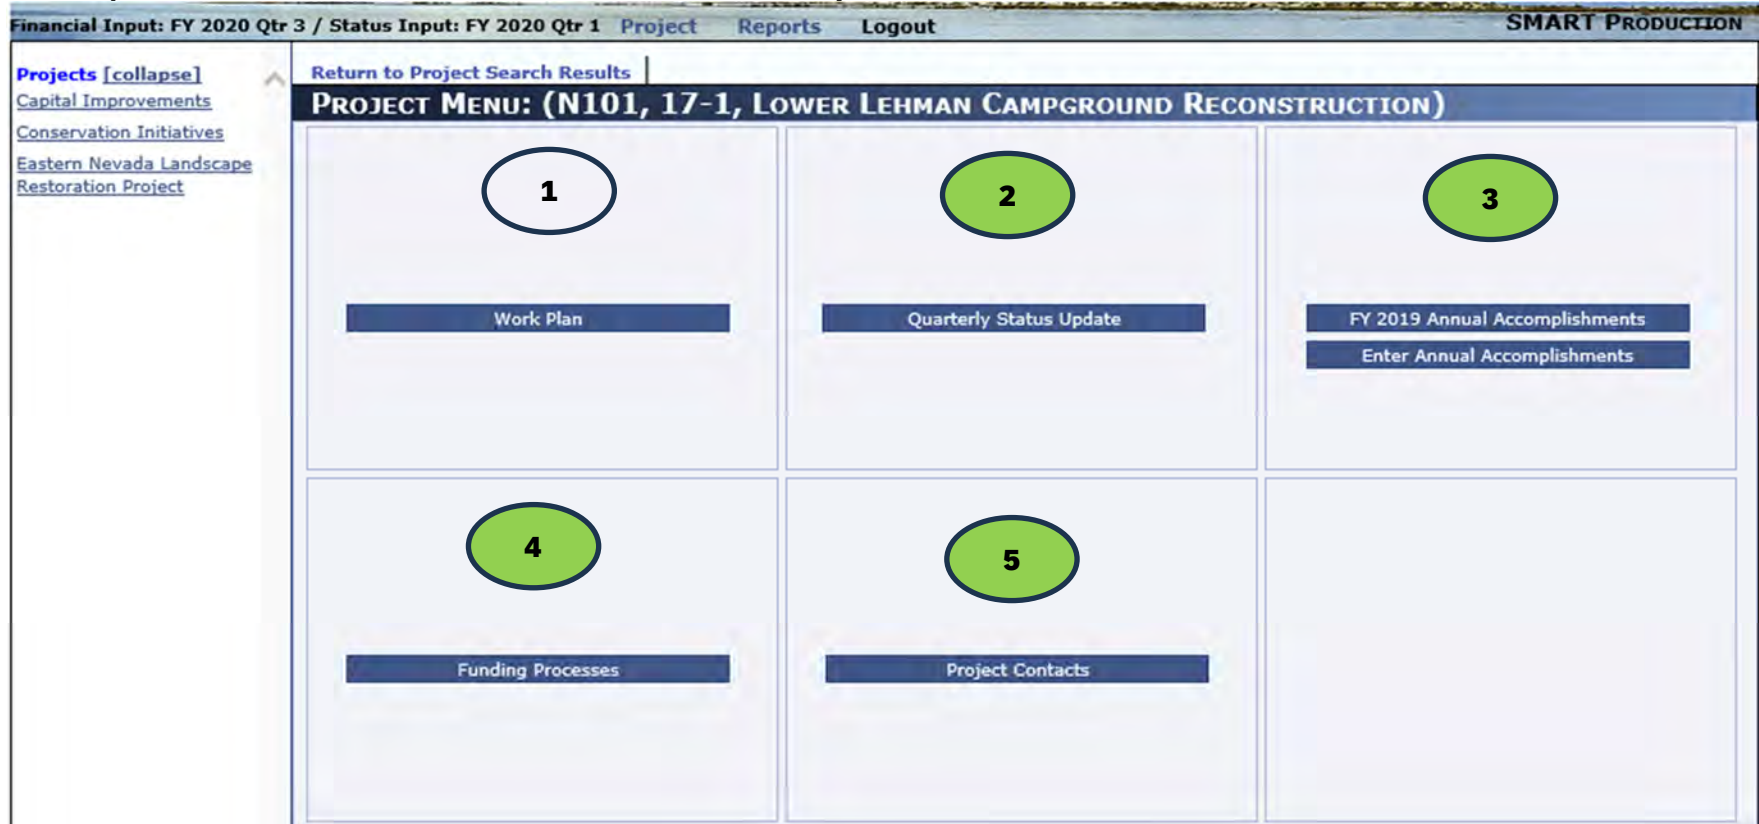 Financial Input: FY 2020 Qtr 3 / Status Input: FY 2020 Qtr 1 Project Reports Logout SMART PRODUCTION
Projects [collapse]
Capital Improvements
Conservation Initiatives
Eastern Nevada Landscape
Restoration Project
Return to Project Search Results
PROJECT MENU: (N101, 17-1, LOWER LEHMAN CAMPGROUND RECONSTRUCTION)
1
2
3
Work Plan
Quarterly Status Update
FY 2019 Annual Accomplishments
Enter Annual Accomplishments
4
5
Funding Processes
Project Contacts